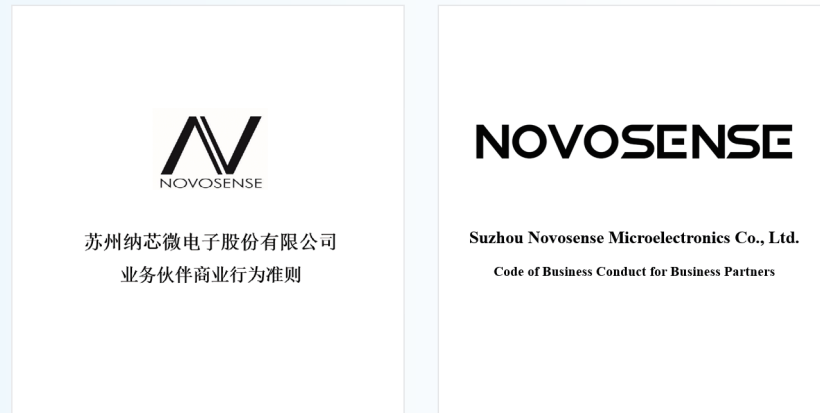 NOVOSENSE
苏州纳芯微电子股份有限公司
业务伙伴商业行为准则
NOVOSENSE
Suzhou Novosense Microelectronics Co., Ltd.
Code of Business Conduct for Business Partners